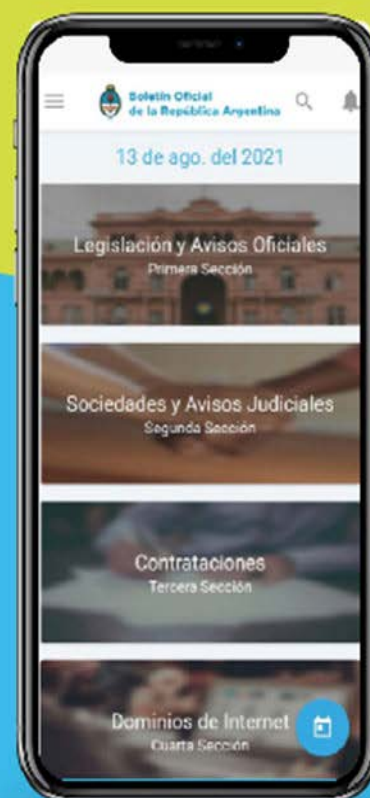 Boletín Oficial
de la República Argentina
13 de ago. del 2021
Legislación y Avisos Oficiales
Primera Sección
Sociedades y Avisos Judiciales
Segunda Sección
Contrataciones
Tercera Sección
Dominios de Internet
Cuarta Sección